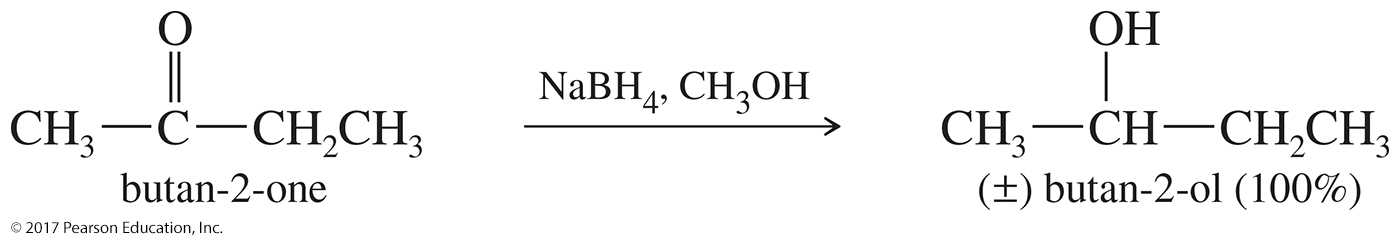 O
CH₃—C—CH₂CH₃
butan-2-one
NaBH₄, CH₃OH
OH
CH₃—CH—CH₂CH₃
(±) butan-2-ol (100%)
© 2017 Pearson Education, Inc.